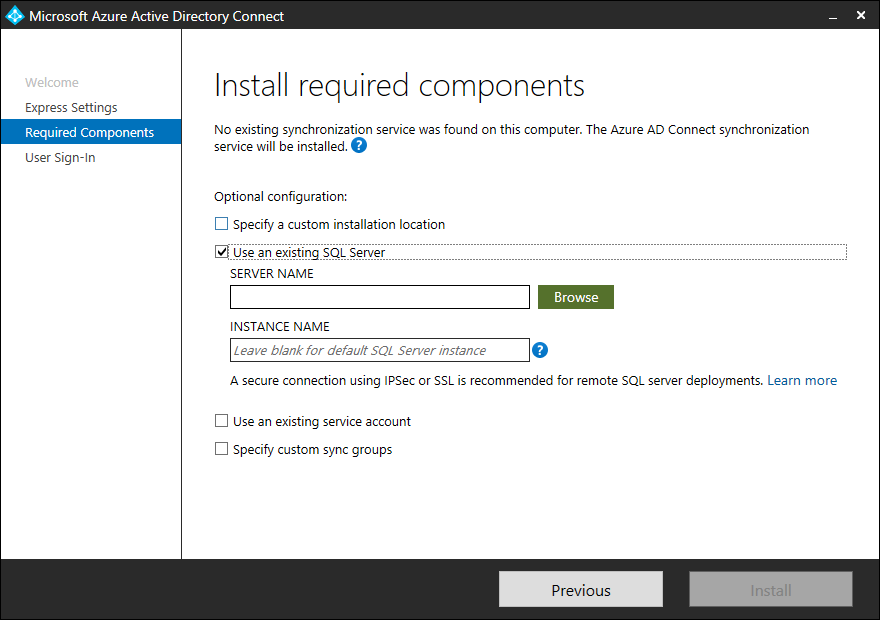 Microsoft Azure Active Directory Connect
Welcome
Express Settings
Required Components
User Sign-In
Install required components
No existing synchronization service was found on this computer. The Azure AD Connect synchronization
service will be installed. ?
Optional configuration:
Specify a custom installation location
Use an existing SQL Server
SERVER NAME
Browse
INSTANCE NAME
Leave blank for default SQL Server instance ?
A secure connection using IPSec or SSL is recommended for remote SQL server deployments. Learn more
Use an existing service account
Specify custom sync groups
Previous
Install